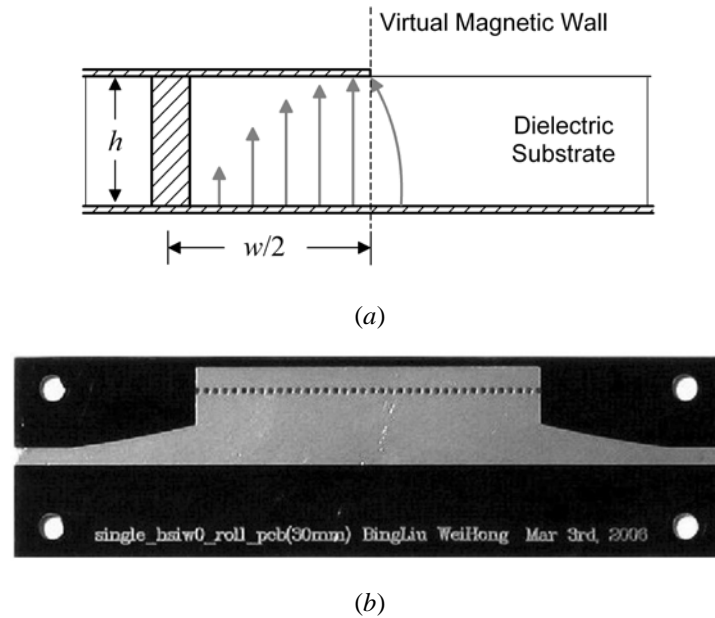 Virtual Magnetic Wall
h
Dielectric
Substrate
w/2
(a)
single_hsiw0_roll_pcb(30mm) BingLiu WeiHong Mar 3rd, 2006
(b)